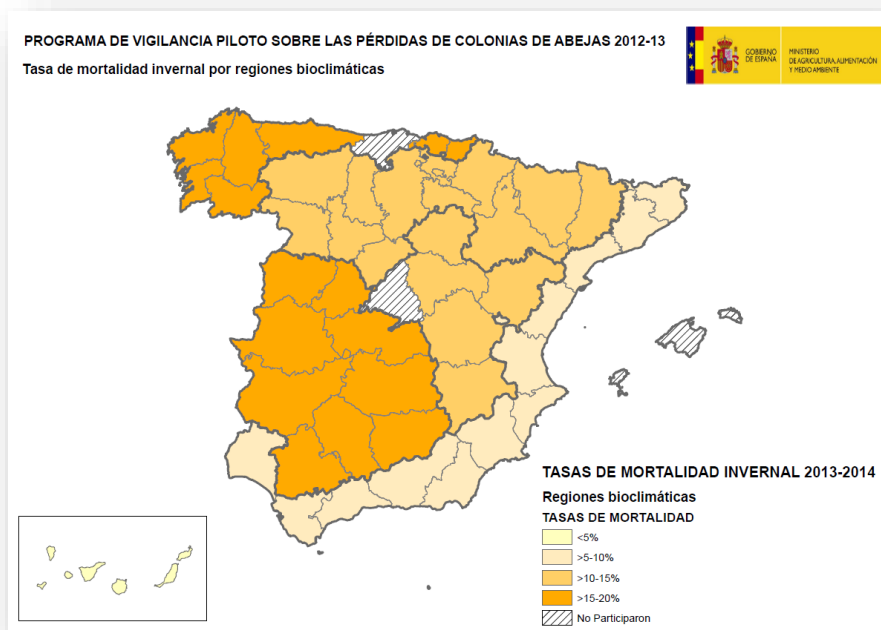 PROGRAMA DE VIGILANCIA PILOTO SOBRE LAS PÉRDIDAS DE COLONIAS DE ABEJAS 2012-13
Tasa de mortalidad invernal por regiones bioclimáticas
GOBIERNO
DE ESPAÑA
MINISTERIO
DE AGRICULTURA, ALIMENTACIÓN
Y MEDIO AMBIENTE
TASAS DE MORTALIDAD INVERNAL 2013-2014
Regiones bioclimáticas
TASAS DE MORTALIDAD
<5%
>5-10%
>10-15%
>15-20%
No Participaron